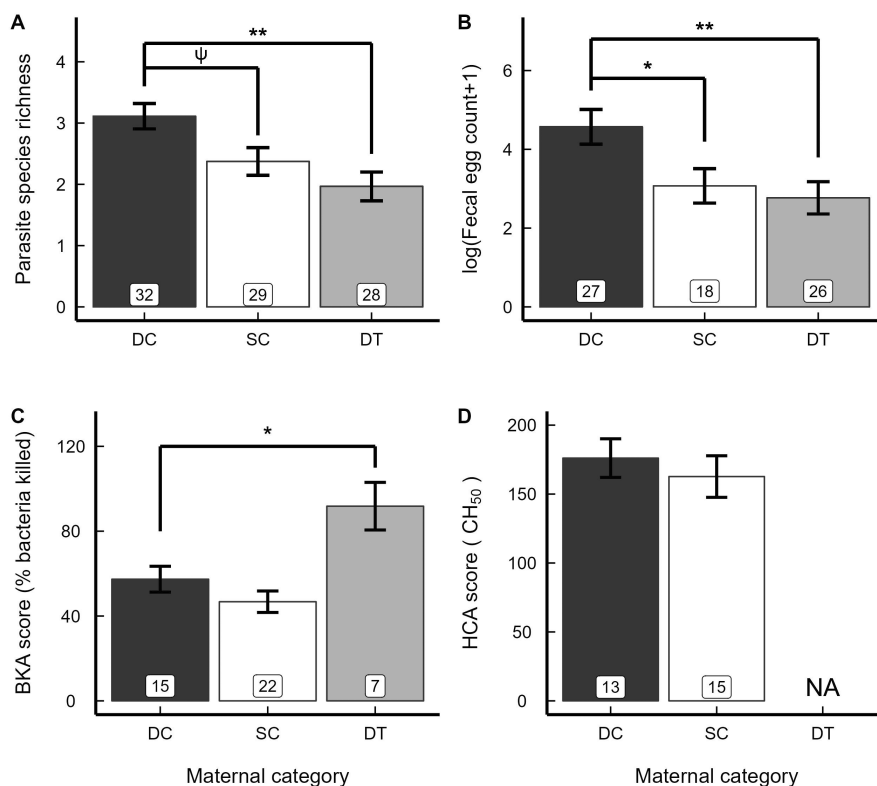 A
Parasite species richness
4
3
2
1
0
**
ψ
32
29
28
DC
SC
DT
B
log(Fecal egg count+1)
6
4
2
0
**
*
27
18
26
DC
SC
DT
C
BKA score (% bacteria killed)
120
80
40
0
*
15
22
7
DC
SC
DT
Maternal category
D
HCA score ( CH50 )
200
150
100
50
0
13
15
NA
DC
SC
DT
Maternal category